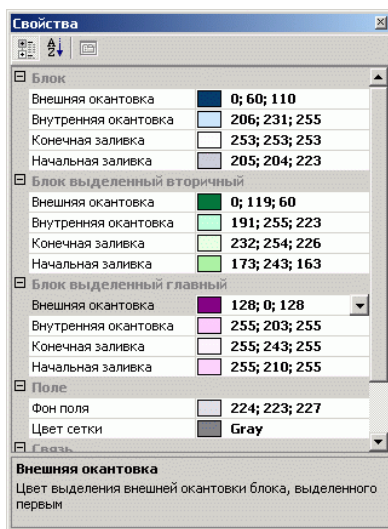 Свойства
Блок
Внешняя окантовка 0; 60; 110
Внутренняя окантовка 206; 231; 255
Конечная заливка 253; 253; 253
Начальная заливка 205; 204; 223
Блок выделенный вторичный
Внешняя окантовка 0; 119; 60
Внутренняя окантовка 191; 255; 223
Конечная заливка 232; 254; 226
Начальная заливка 173; 243; 163
Блок выделенный главный
Внешняя окантовка 128; 0; 128
Внутренняя окантовка 255; 203; 255
Конечная заливка 255; 243; 255
Начальная заливка 255; 210; 255
Поле
Фон поля 224; 223; 227
Цвет сетки Gray
Связь
Внешняя окантовка
Цвет выделения внешней окантовки блока, выделенного
первым